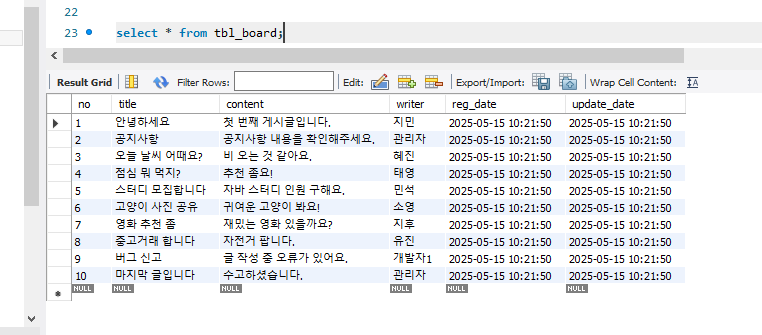 22
23 select * from tbl_board;
Result Grid Filter Rows: Edit: Export/Import: Wrap Cell Content:
no title content writer reg_date update_date
1 안녕하세요 첫 번째 게시글입니다. 지민 2025-05-15 10:21:50 2025-05-15 10:21:50
2 공지사항 공지사항 내용을 확인해주세요. 관리자 2025-05-15 10:21:50 2025-05-15 10:21:50
3 오늘 날씨 어때요? 비 오는 것 같아요. 혜진 2025-05-15 10:21:50 2025-05-15 10:21:50
4 점심 뭐 먹지? 추천 좀요! 태영 2025-05-15 10:21:50 2025-05-15 10:21:50
5 스터디 모집합니다 자바 스터디 인원 구해요. 민석 2025-05-15 10:21:50 2025-05-15 10:21:50
6 고양이 사진 공유 귀여운 고양이 봐요! 소영 2025-05-15 10:21:50 2025-05-15 10:21:50
7 영화 추천 좀 재밌는 영화 있을까요? 지후 2025-05-15 10:21:50 2025-05-15 10:21:50
8 중고거래 합니다 자전거 팝니다. 유진 2025-05-15 10:21:50 2025-05-15 10:21:50
9 버그 신고 글 작성 중 오류가 있어요. 개발자1 2025-05-15 10:21:50 2025-05-15 10:21:50
10 마지막 글입니다 수고하셨습니다. 관리자 2025-05-15 10:21:50 2025-05-15 10:21:50
NULL NULL NULL NULL NULL NULL